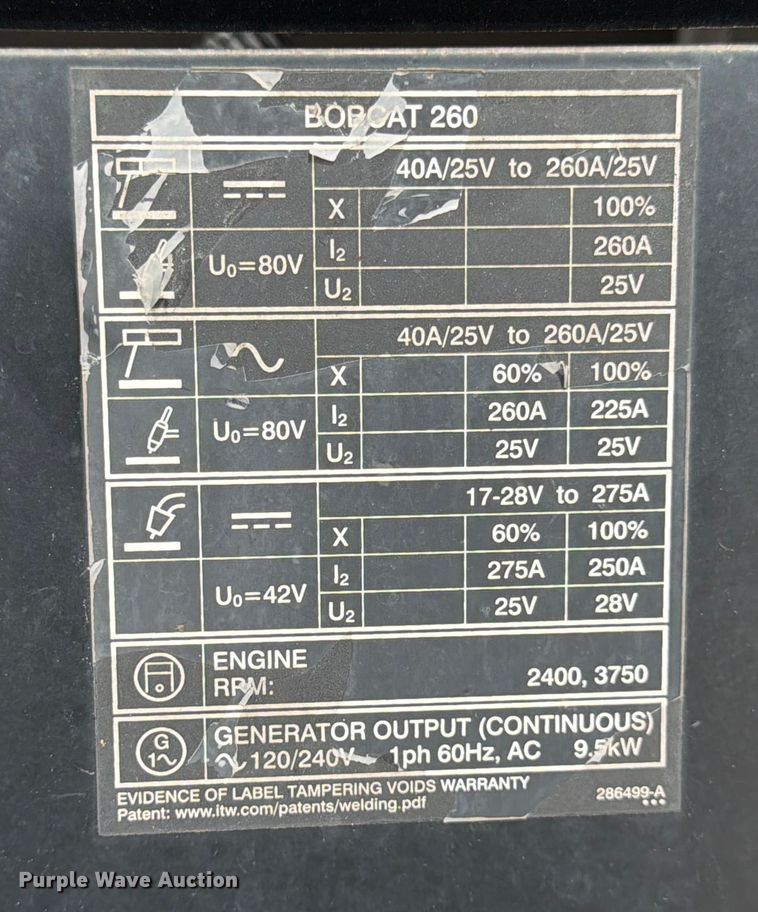 BOBCAT 260
40A/25V to 260A/25V
X 100%
I2 260A
U0=80V
U2 25V
40A/25V to 260A/25V
X 60% 100%
I2 260A 225A
U0=80V
U2 25V 25V
17-28V to 275A
X 60% 100%
I2 275A 250A
U0=42V
U2 25V 28V
ENGINE
RPM: 2400, 3750
G
1~
GENERATOR OUTPUT (CONTINUOUS)
~ 120/240V 1ph 60Hz, AC 9.5kW
EVIDENCE OF LABEL TAMPERING VOIDS WARRANTY
286499-A
Patent: www.itw.com/patents/welding.pdf
Purple Wave Auction